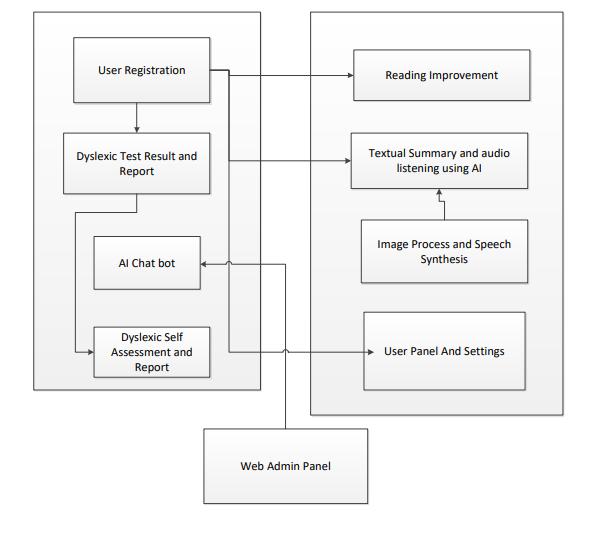 User Registration
Dyslexic Test Result and
Report
AI Chat bot
Dyslexic Self
Assessment and
Report
Reading Improvement
Textual Summary and audio
listening using AI
Image Process and Speech
Synthesis
User Panel And Settings
Web Admin Panel